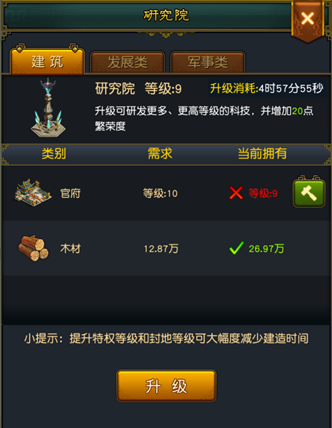 研究院
建筑 发展类 军事类
研究院 等级:9 升级消耗:4时57分55秒
升级可研发更多、更高等级的科技，并增加20点
繁荣度
类别 需求 当前拥有
官府 等级:10 等级:9
木材 12.87万 26.97万
小提示：提升特权等级和封地等级可大幅度减少建造时间
升级